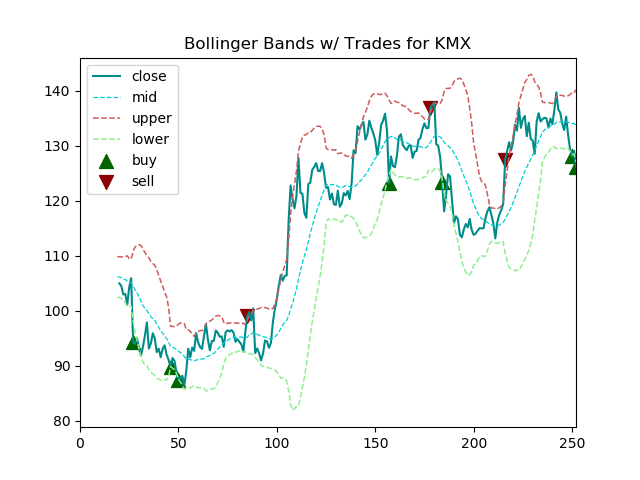 Bollinger Bands w/ Trades for KMX
close
mid
upper
lower
buy
sell
140
130
120
110
100
90
80
0 50 100 150 200 250